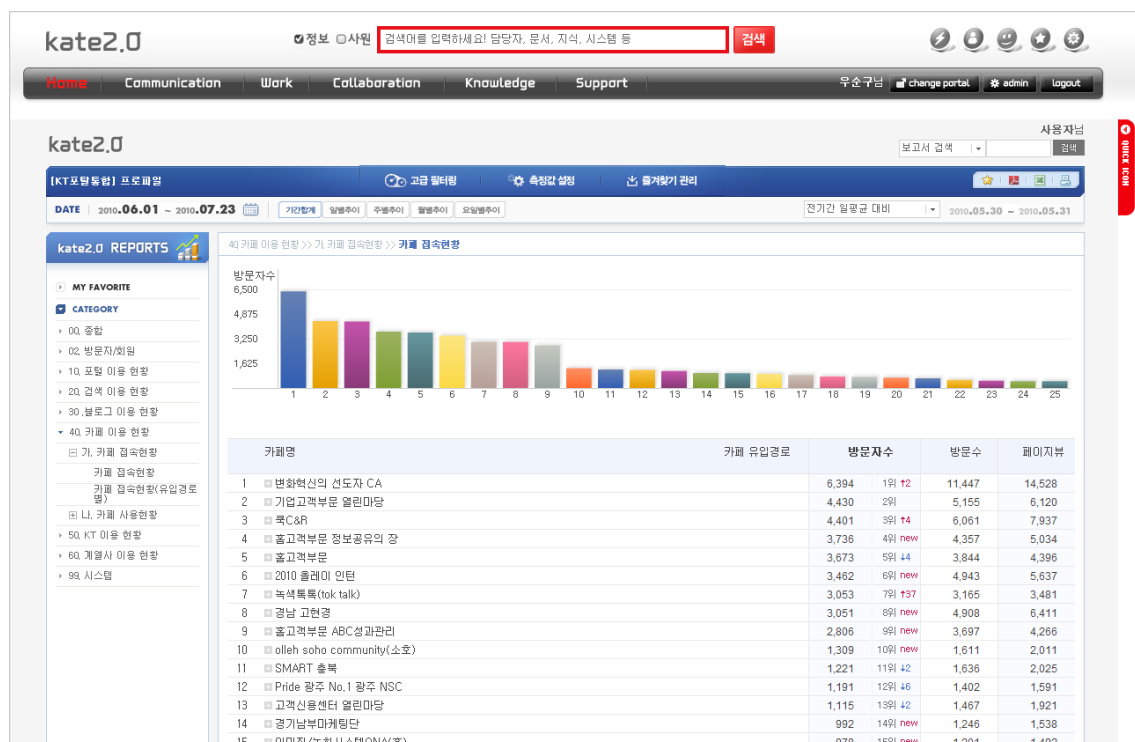 kate2.0
정보 사원 검색어를 입력하세요! 담당자, 문서, 지식, 시스템 등 검색
Home Communication Work Collaboration Knowledge Support 우순구님 change portal admin logout
사용자님
kate2.0 보고서 검색 검색
QUICK ICON
[KT포탈통합] 프로파일 고급 필터링 측정값 설정 즐겨찾기 관리
DATE 2010.06.01 ~ 2010.07.23 기간합계 일별추이 주별추이 월별추이 요일별추이 전기간 일평균 대비 2010.05.30 ~ 2010.05.31
kate2.0 REPORTS
MY FAVORITE
CATEGORY
00. 종합
02. 방문자/회원
10. 포털 이용 현황
20. 검색 이용 현황
30. 블로그 이용 현황
40. 카페 이용 현황
가. 카페 접속현황
카페 접속현황
카페 접속현황(유입경로별)
나. 카페 사용현황
50. KT 이용 현황
60. 계열사 이용 현황
99. 시스템
40. 카페 이용 현황 >> 가. 카페 접속현황 >> 카페 접속현황
방문자수
6,500
4,875
3,250
1,625
1 2 3 4 5 6 7 8 9 10 11 12 13 14 15 16 17 18 19 20 21 22 23 24 25
카페명 카페 유입경로 방문자수 방문수 페이지뷰
1 변화혁신의 선도자 CA 6,394 1위 ↑2 11,447 14,528
2 기업고객부문 열린마당 4,430 2위 5,155 6,120
3 쿡C&R 4,401 3위 ↑4 6,061 7,937
4 홈고객부문 정보공유의 장 3,736 4위 new 4,357 5,034
5 홈고객부문 3,673 5위 ↓4 3,844 4,396
6 2010 올레이 인턴 3,462 6위 new 4,943 5,637
7 녹색톡톡(tok talk) 3,053 7위 ↑37 3,165 3,481
8 경남 고현경 3,051 8위 new 4,908 6,411
9 홈고객부문 ABC성과관리 2,806 9위 new 3,697 4,266
10 olleh soho community(소호) 1,309 10위 new 1,611 2,011
11 SMART 충북 1,221 11위 ↓2 1,636 2,025
12 Pride 광주 No.1 광주 NSC 1,191 12위 ↓6 1,402 1,591
13 고객신용센터 열린마당 1,115 13위 ↓2 1,467 1,921
14 경기남부마케팅단 992 14위 new 1,246 1,538
15